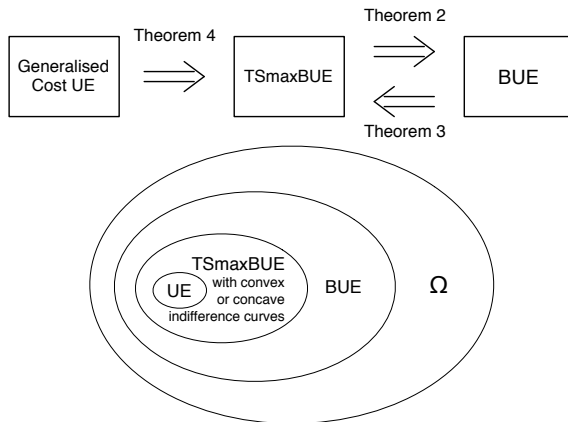 Theorem 4
Theorem 2
Generalised
Cost UE
TSmaxBUE
BUE
Theorem 3
TSmaxBUE
with convex
or concave
indifference curves
UE
BUE
Ω